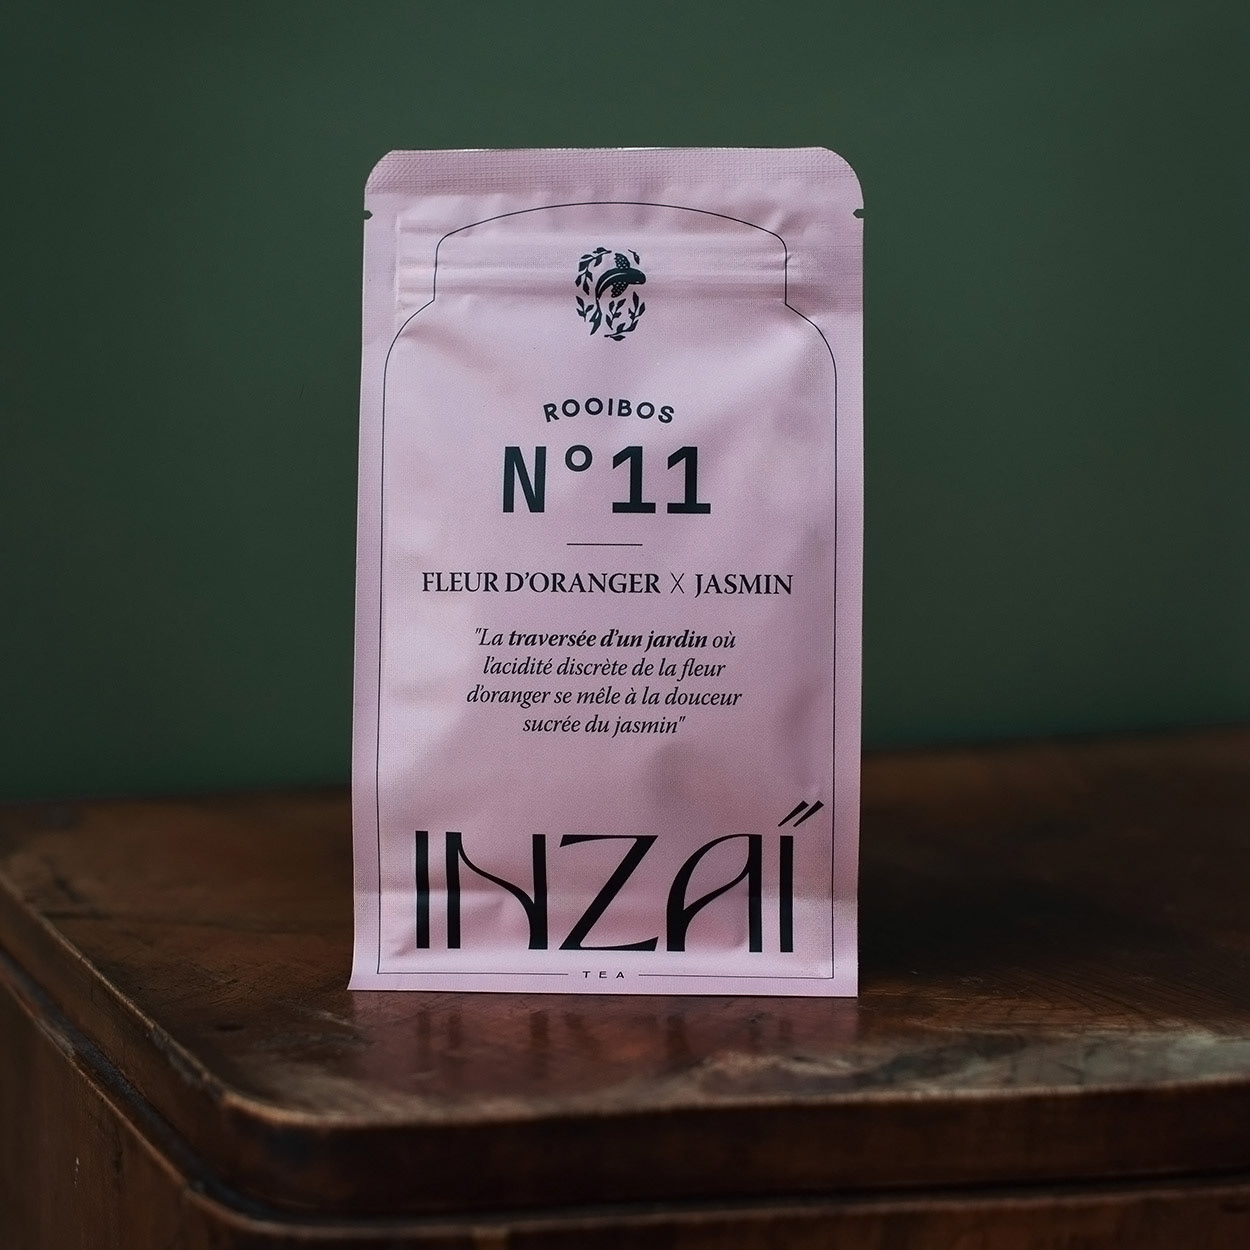 ROOIBOS
N°11
FLEUR D'ORANGER X JASMIN
"La traversée d'un jardin où
l'acidité discrète de la fleur
d'oranger se mêle à la douceur
sucrée du jasmin"
INZAÏ
TEA